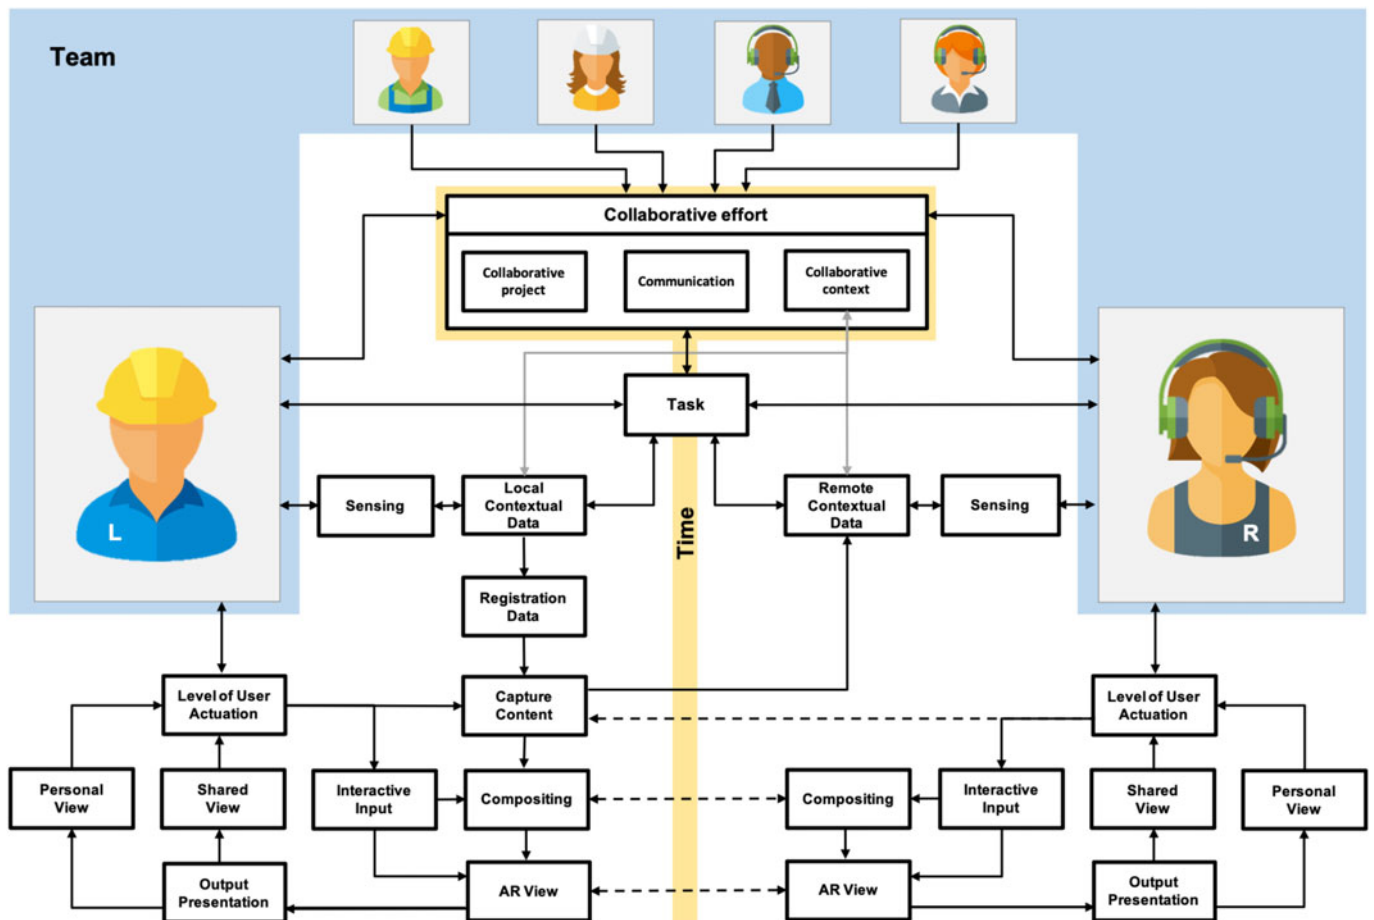 Team
Collaborative effort
Collaborative
project
Communication
Collaborative
context
Task
L
R
Sensing
Local
Contextual
Data
Remote
Contextual
Data
Sensing
Time
Registration
Data
Level of User
Actuation
Capture
Content
Level of User
Actuation
Personal
View
Shared
View
Interactive
Input
Compositing
Compositing
Interactive
Input
Shared
View
Personal
View
Output
Presentation
AR View
AR View
Output
Presentation